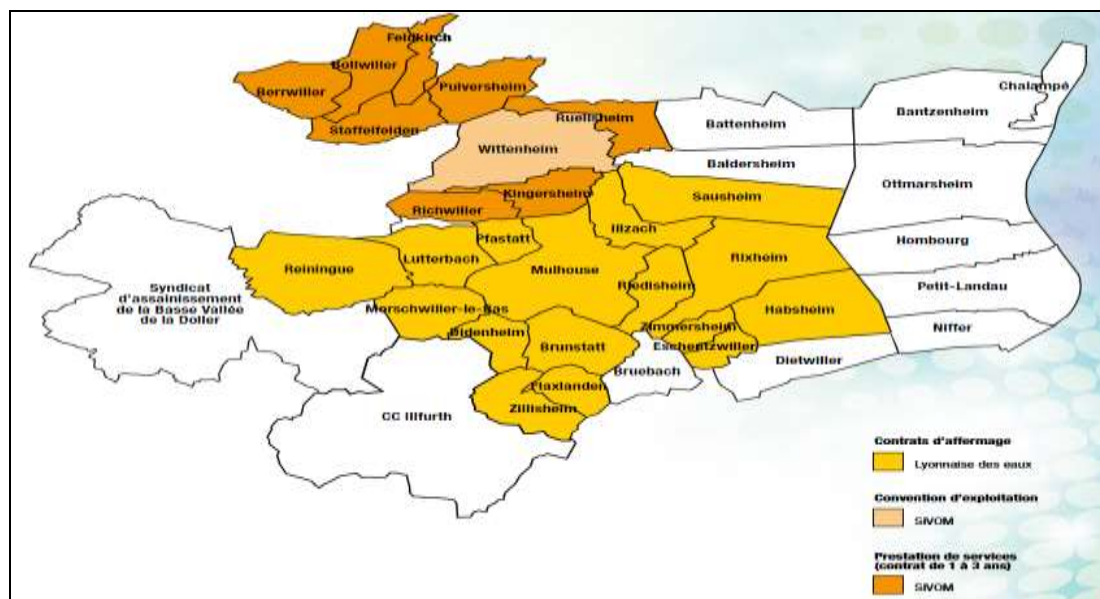 Feldkirch
Bollwiller
Berrwiller
Pulversheim
Staffelfelden
Ruelisheim
Wittenheim
Battenheim
Bantzenheim
Chalampé
Baldersheim
Ottmarsheim
Kingersheim
Richwiller
Sausheim
Illzach
Pfastatt
Lutterbach
Reiningue
Mulhouse
Rixheim
Hombourg
Riedisheim
Petit-Landau
Syndicat
d'assainissement
de la Basse Vallée
de la Doller
Morschwiller-le-Bas
Habsheim
Didenheim
Zimmersheim
Niffer
Brunstatt
Eschentzwiller
Dietwiller
Bruebach
Flaxlanden
Zillisheim
CC Illfurth
Contrats d'affermage
Lyonnaise des eaux
Convention d'exploitation
SIVOM
Prestation de services
(contrat de 1 à 3 ans)
SIVOM